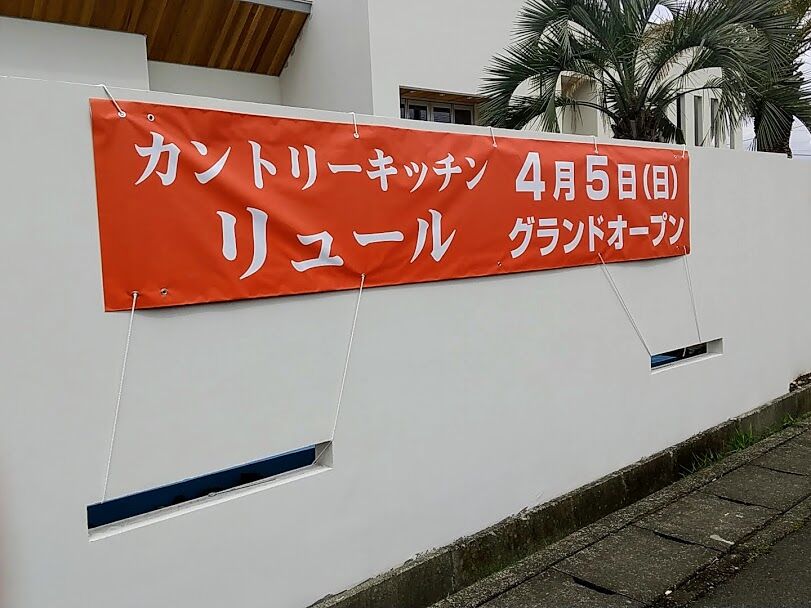 カントリーキッチン
リュール
4月5日(日)
グランドオープン